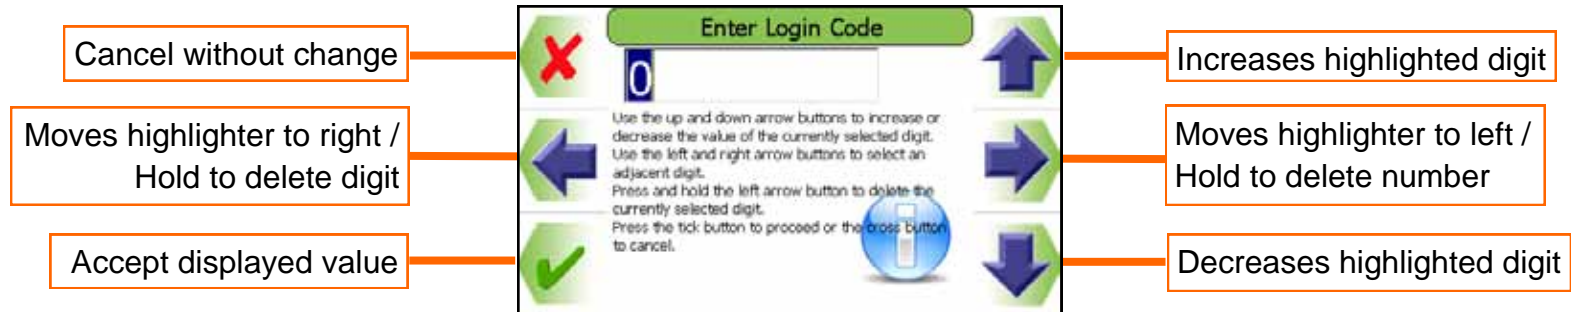 Cancel without change
Moves highlighter to right /
Hold to delete digit
Accept displayed value
Enter Login Code
0
Use the up and down arrow buttons to increase or
decrease the value of the currently selected digit.
Use the left and right arrow buttons to select an
adjacent digit.
Press and hold the left arrow button to delete the
currently selected digit.
Press the tick button to proceed or the cross button
to cancel.
Increases highlighted digit
Moves highlighter to left /
Hold to delete number
Decreases highlighted digit